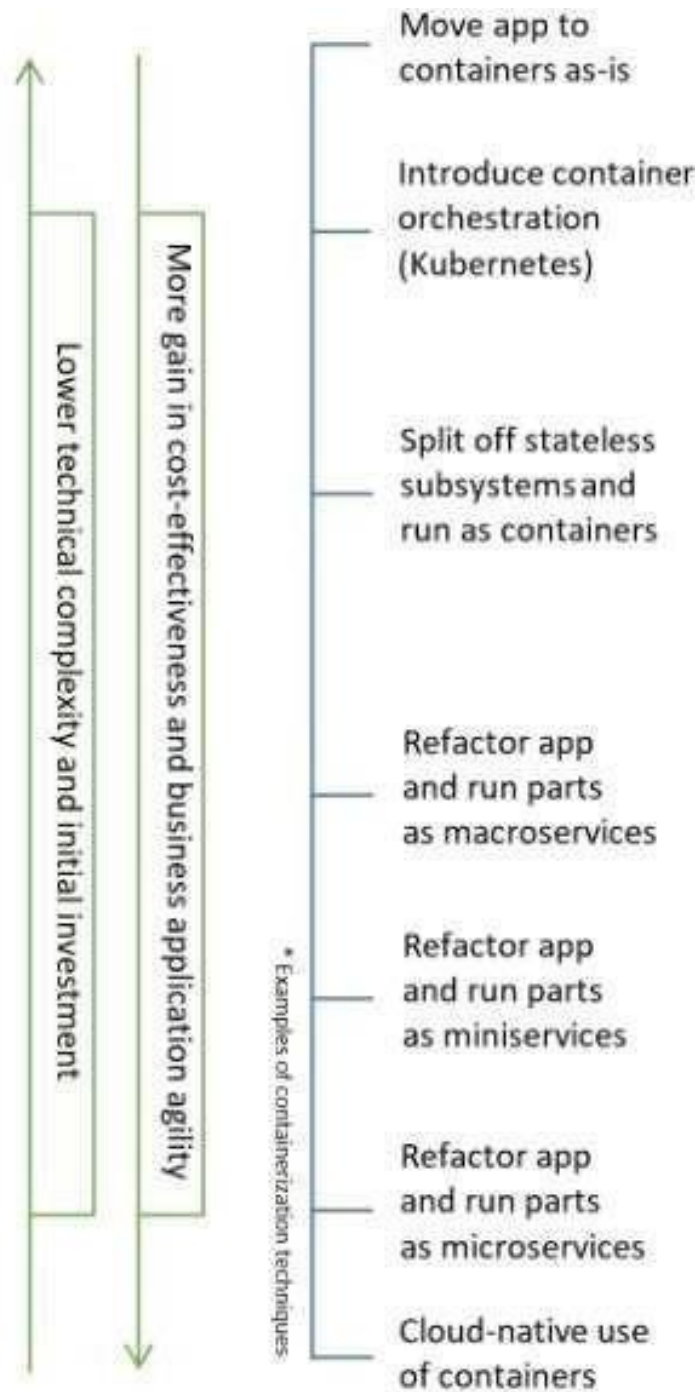 Move app to
containers as-is
Introduce container
orchestration
(Kubernetes)
Split off stateless
subsystems and
run as containers
Refactor app
and run parts
as macroservices
Refactor app
and run parts
as miniservices
Refactor app
and run parts
as microservices
Cloud-native use
of containers
More gain in cost-effectiveness and business application agility
Lower technical complexity and initial investment
* Examples of containerization techniques